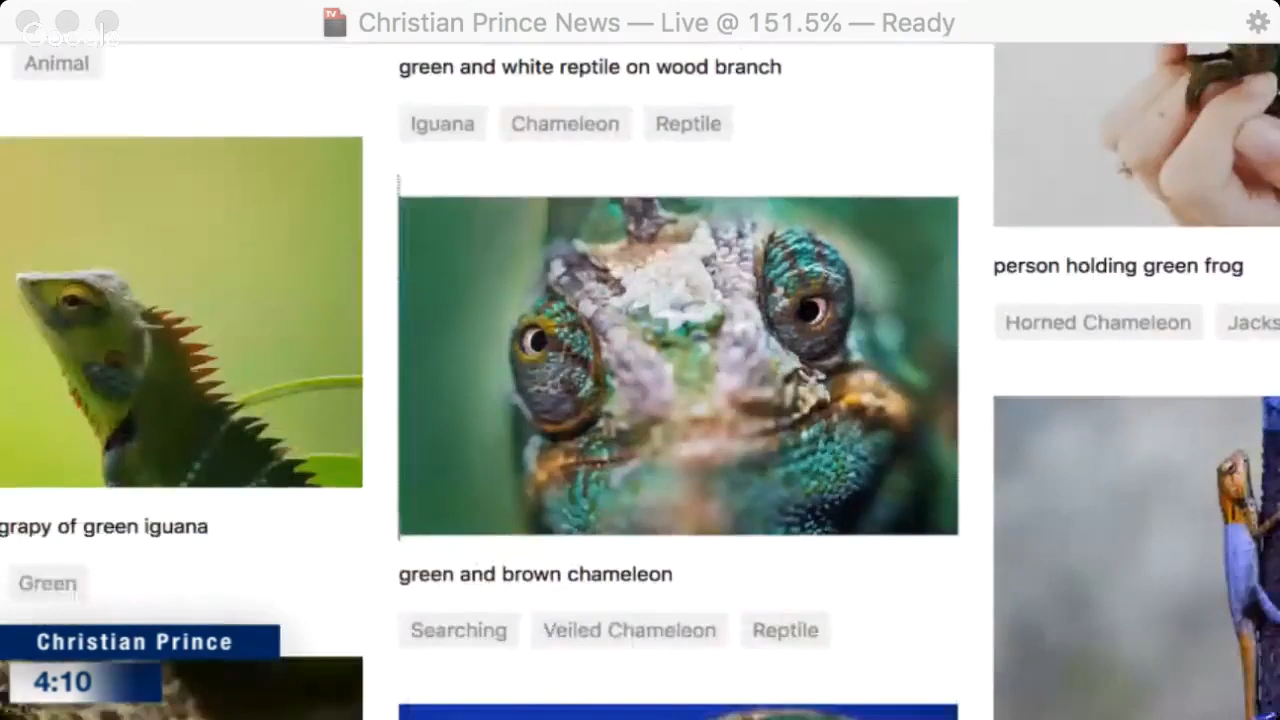 Christian Prince News — Live @ 151.5% — Ready
Google
Animal
green and white reptile on wood branch
Iguana Chameleon Reptile
person holding green frog
Horned Chameleon Jacks
grapy of green iguana
Green
green and brown chameleon
Searching Veiled Chameleon Reptile
Christian Prince
4:10